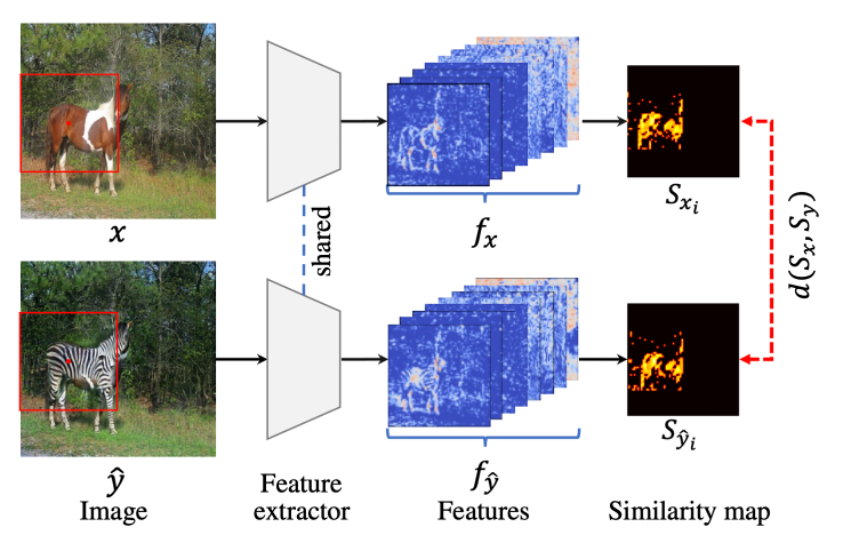 x
shared
f_x
S_{x_i}
d(S_x, S_y)
ŷ
f_ŷ
S_{ŷ_i}
Image
Feature
extractor
Features
Similarity map